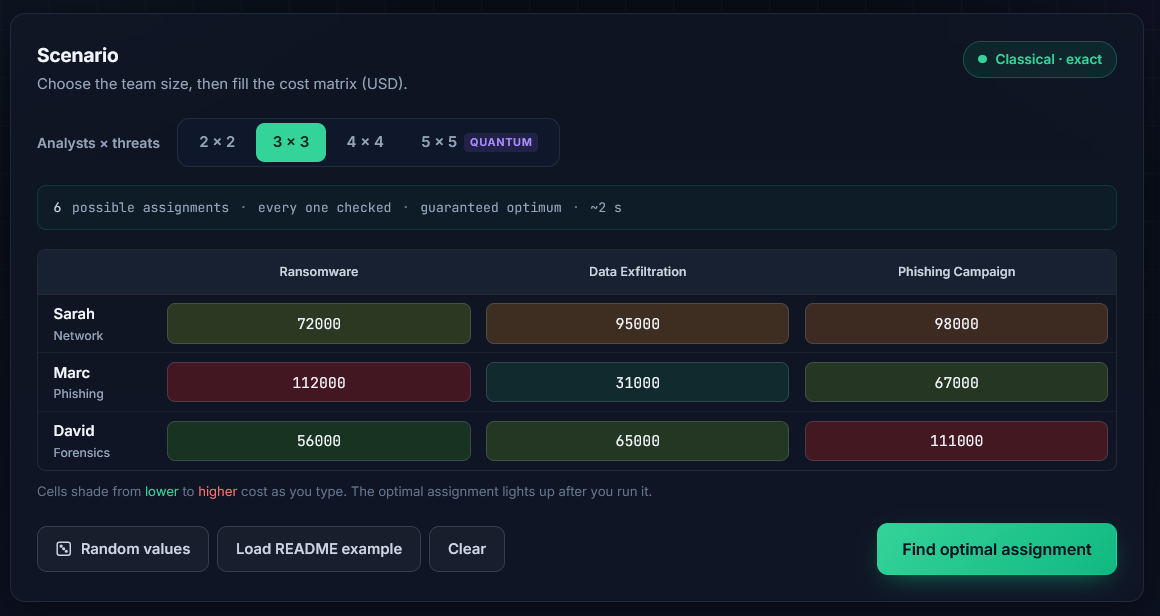 Scenario
Classical · exact
Choose the team size, then fill the cost matrix (USD).
Analysts × threats 2 × 2 3 × 3 4 × 4 5 × 5 QUANTUM
6 possible assignments · every one checked · guaranteed optimum · ~2 s
Ransomware Data Exfiltration Phishing Campaign
Sarah
Network
72000 95000 98000
Marc
Phishing
112000 31000 67000
David
Forensics
56000 65000 111000
Cells shade from lower to higher cost as you type. The optimal assignment lights up after you run it.
Random values Load README example Clear Find optimal assignment